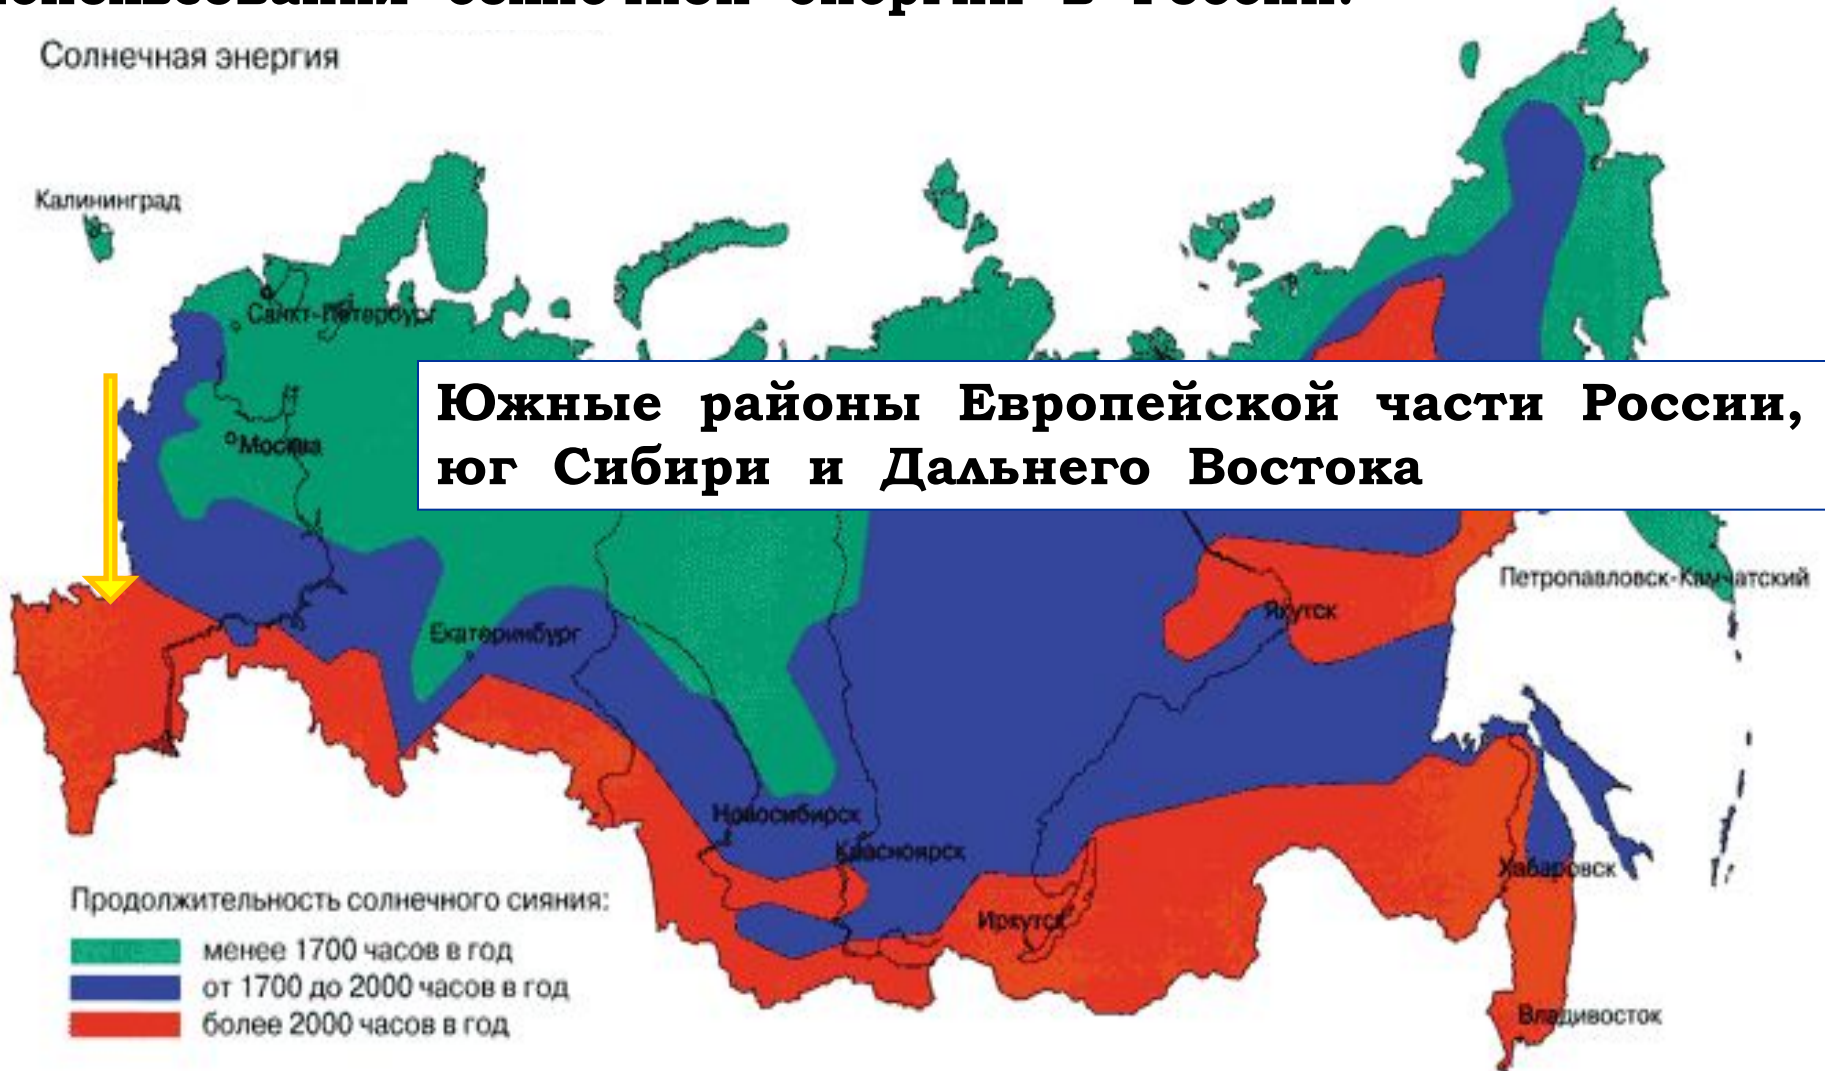 Солнечная энергия
Калининград
Санкт-Петербург
Москва
Южные районы Европейской части России,
юг Сибири и Дальнего Востока
Петропавловск-Камчатский
Якутск
Екатеринбург
Новосибирск
Красноярск
Хабаровск
Иркутск
Владивосток
Продолжительность солнечного сияния:
менее 1700 часов в год
от 1700 до 2000 часов в год
более 2000 часов в год